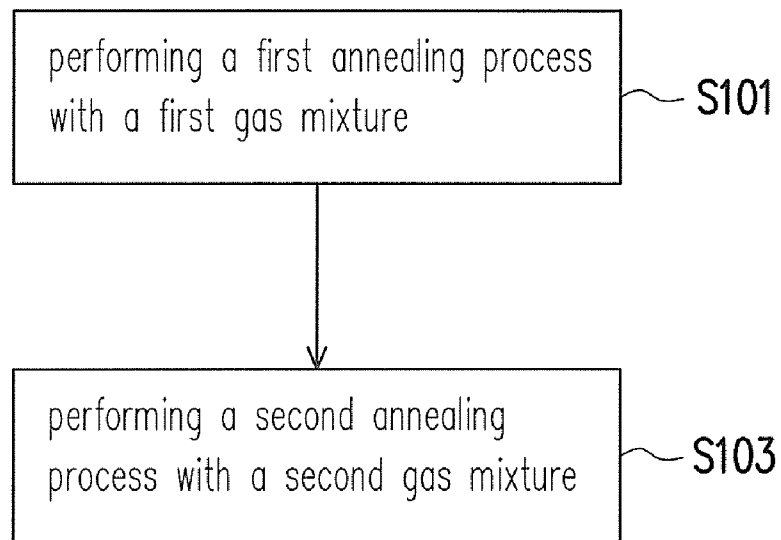 performing a first annealing process
with a first gas mixture
S101
performing a second annealing
process with a second gas mixture
S103